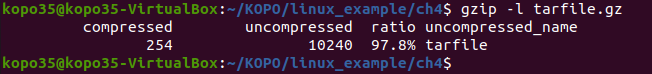 kopo35@kopo35-VirtualBox:~/KOPO/linux_example/ch4$ gzip -l tarfile.gz
compressed uncompressed ratio uncompressed_name
254 10240 97.8% tarfile
kopo35@kopo35-VirtualBox:~/KOPO/linux_example/ch4$